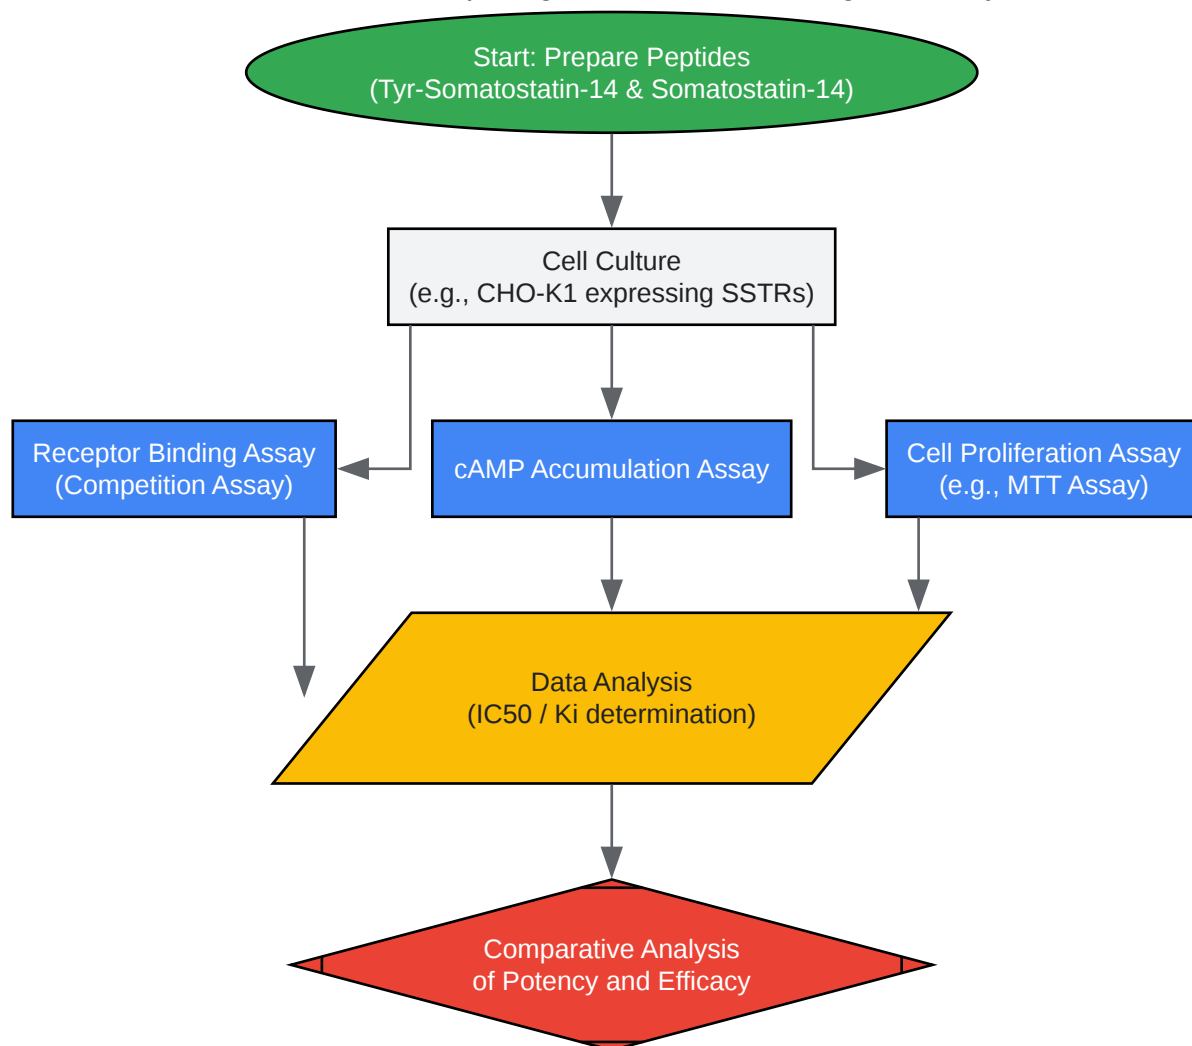 Start: Prepare Peptides
(Tyr-Somatostatin-14 & Somatostatin-14)
Cell Culture
(e.g., CHO-K1 expressing SSTRs)
Receptor Binding Assay
(Competition Assay)
cAMP Accumulation Assay
Cell Proliferation Assay
(e.g., MTT Assay)
Data Analysis
(IC50 / Ki determination)
Comparative Analysis
of Potency and Efficacy